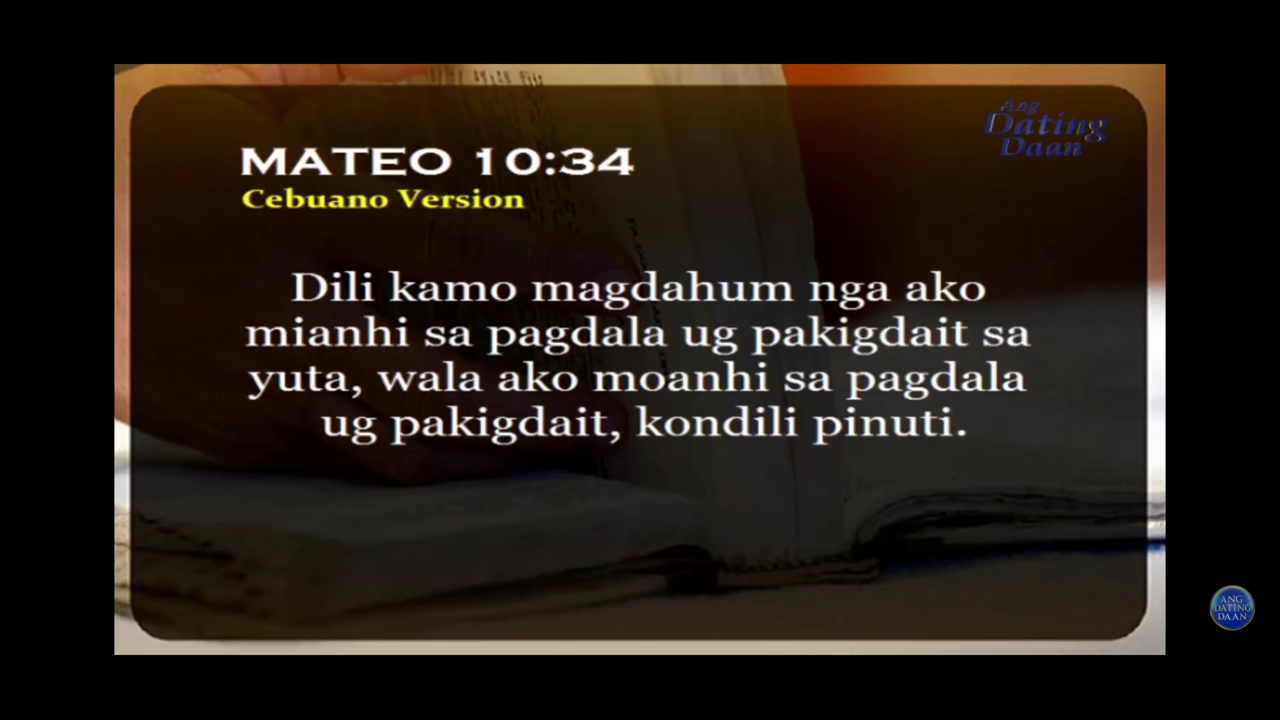 Ang
Dating
Daan
MATEO 10:34
Cebuano Version
Dili kamo magdahum nga ako
mianhi sa pagdala ug pakigdait sa
yuta, wala ako moanhi sa pagdala
ug pakigdait, kondili pinuti.
ANG
DATING
DAAN